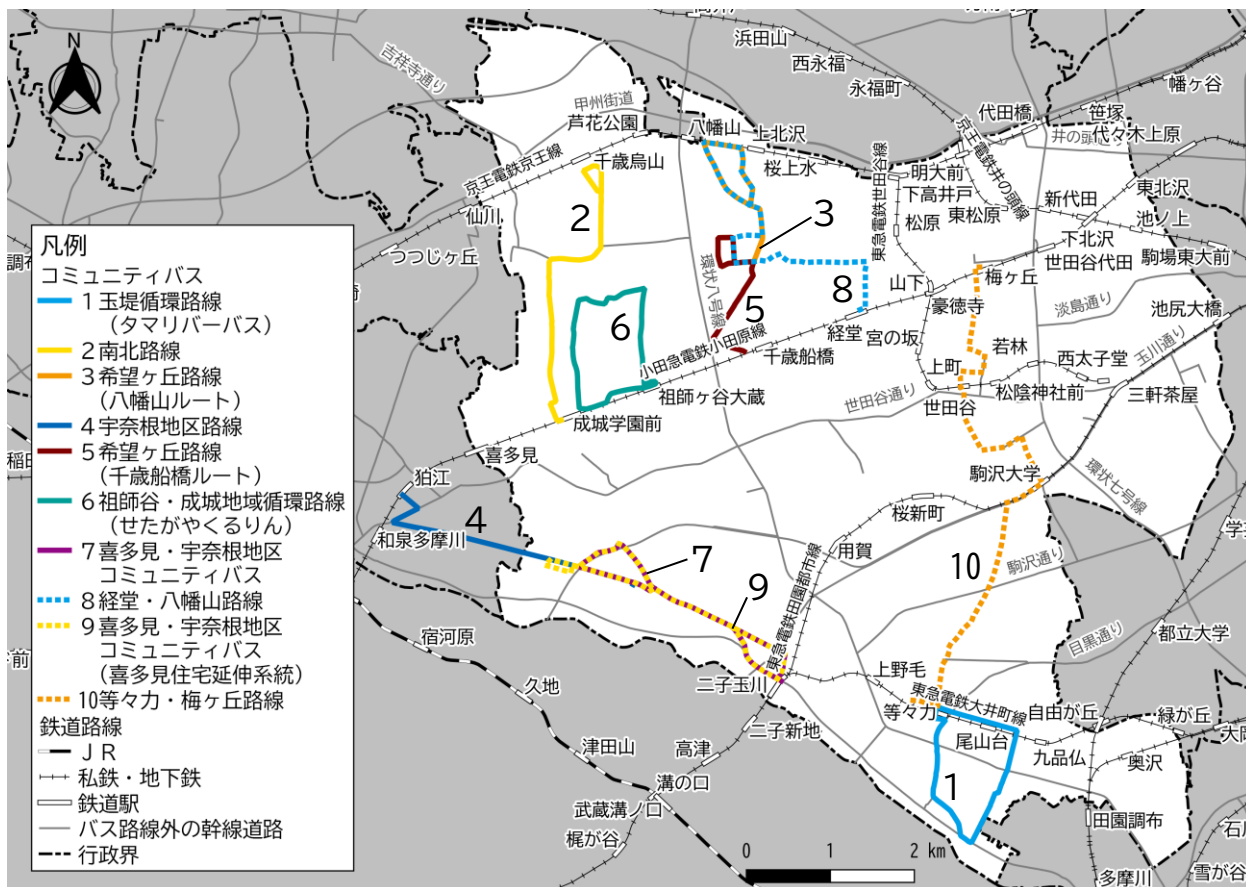 N
吉祥寺通り
浜田山
西永福
永福町
幡ヶ谷
笹塚
代田橋
代々木上原
甲州街道
芦花公園
八幡山
上北沢
桜上水
京王電鉄井の頭線
千歳烏山
京王電鉄京王線
仙川
つつじヶ丘
明大前
下高井戸
東急電鉄世田谷線
松原
東松原
新代田
東北沢
池ノ上
下北沢
世田谷代田
駒場東大前
2
3
環状八号線
8
山下
梅ヶ丘
豪徳寺
淡島通り
池尻大橋
5
6
小田急電鉄小田原線
経堂
宮の坂
千歳船橋
若林
西太子堂
玉川通り
上町
松陰神社前
祖師ヶ谷大蔵
世田谷通り
世田谷
三軒茶屋
成城学園前
喜多見
狛江
駒沢大学
環状七号線
桜新町
4
和泉多摩川
用賀
7
10
駒沢通り
9
東急電鉄田園都市線
目黒通り
都立大学
宿河原
久地
二子玉川
上野毛
東急電鉄大井町線
等々力
自由が丘
緑が丘
尾山台
九品仏
奥沢
二子新地
高津
津田山
溝の口
武蔵溝ノ口
梶が谷
1
田園調布
多摩川
雪が谷
0
1
2 km
凡例
コミュニティバス
1玉堤循環路線
（タマリバーバス）
2南北路線
3希望ヶ丘路線
（八幡山ルート）
4宇奈根地区路線
5希望ヶ丘路線
（千歳船橋ルート）
6祖師谷・成城地域循環路線
（せたがやくるりん）
7喜多見・宇奈根地区
コミュニティバス
8経堂・八幡山路線
9喜多見・宇奈根地区
コミュニティバス
（喜多見住宅延伸系統）
10等々力・梅ヶ丘路線
鉄道路線
ＪＲ
私鉄・地下鉄
鉄道駅
バス路線外の幹線道路
行政界